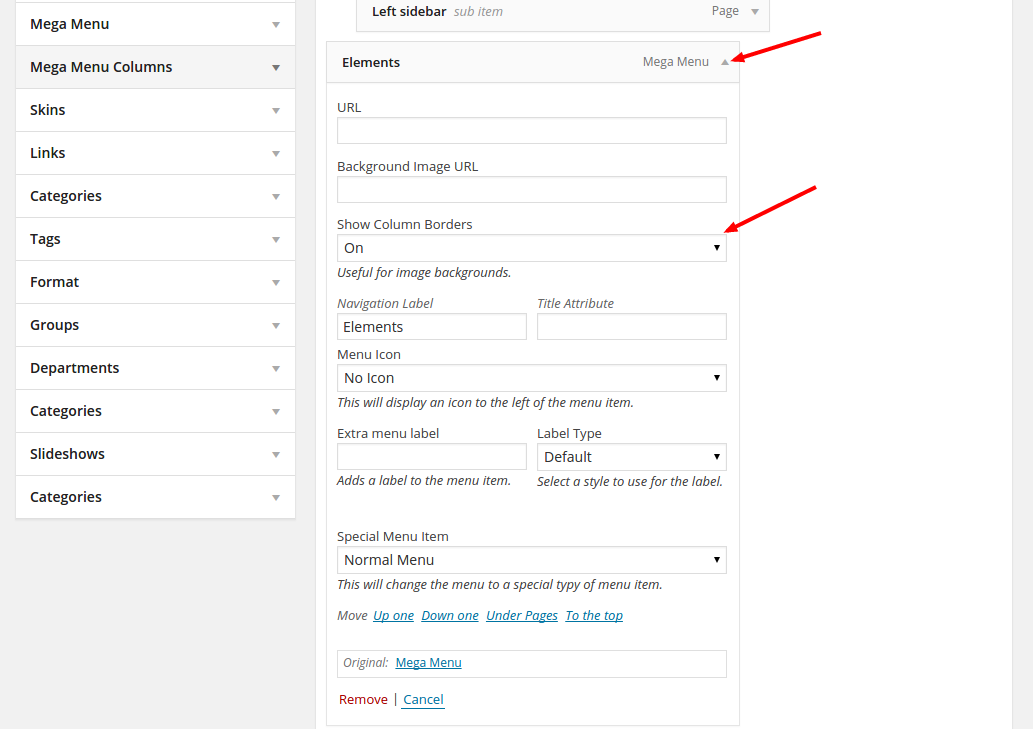 Mega Menu
Mega Menu Columns
Skins
Links
Categories
Tags
Format
Groups
Departments
Categories
Slideshows
Categories
Left sidebar sub item Page
Elements Mega Menu
URL
Background Image URL
Show Column Borders
On
Useful for image backgrounds.
Navigation Label Title Attribute
Elements
Menu Icon
No Icon
This will display an icon to the left of the menu item.
Extra menu label Label Type
Default
Adds a label to the menu item. Select a style to use for the label.
Special Menu Item
Normal Menu
This will change the menu to a special typy of menu item.
Move Up one Down one Under Pages To the top
Original: Mega Menu
Remove | Cancel